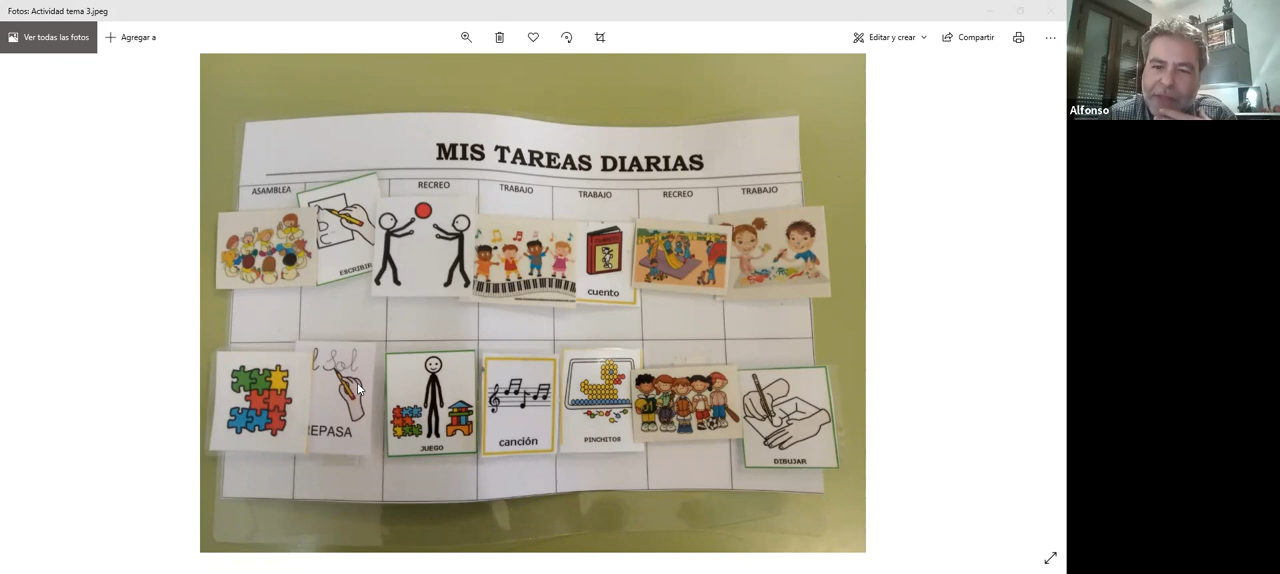 Fotos: Actividad tema 3.jpeg
Ver todas las fotos
Agregar a
Editar y crear
Compartir
Alfonso
MIS TAREAS DIARIAS
ASAMBLEA
RECREO
TRABAJO
TRABAJO
RECREO
TRABAJO
ESCRIBIR
cuento
l Sol
EPASA
JUEGO
canción
PINCHITOS
DIBUJAR